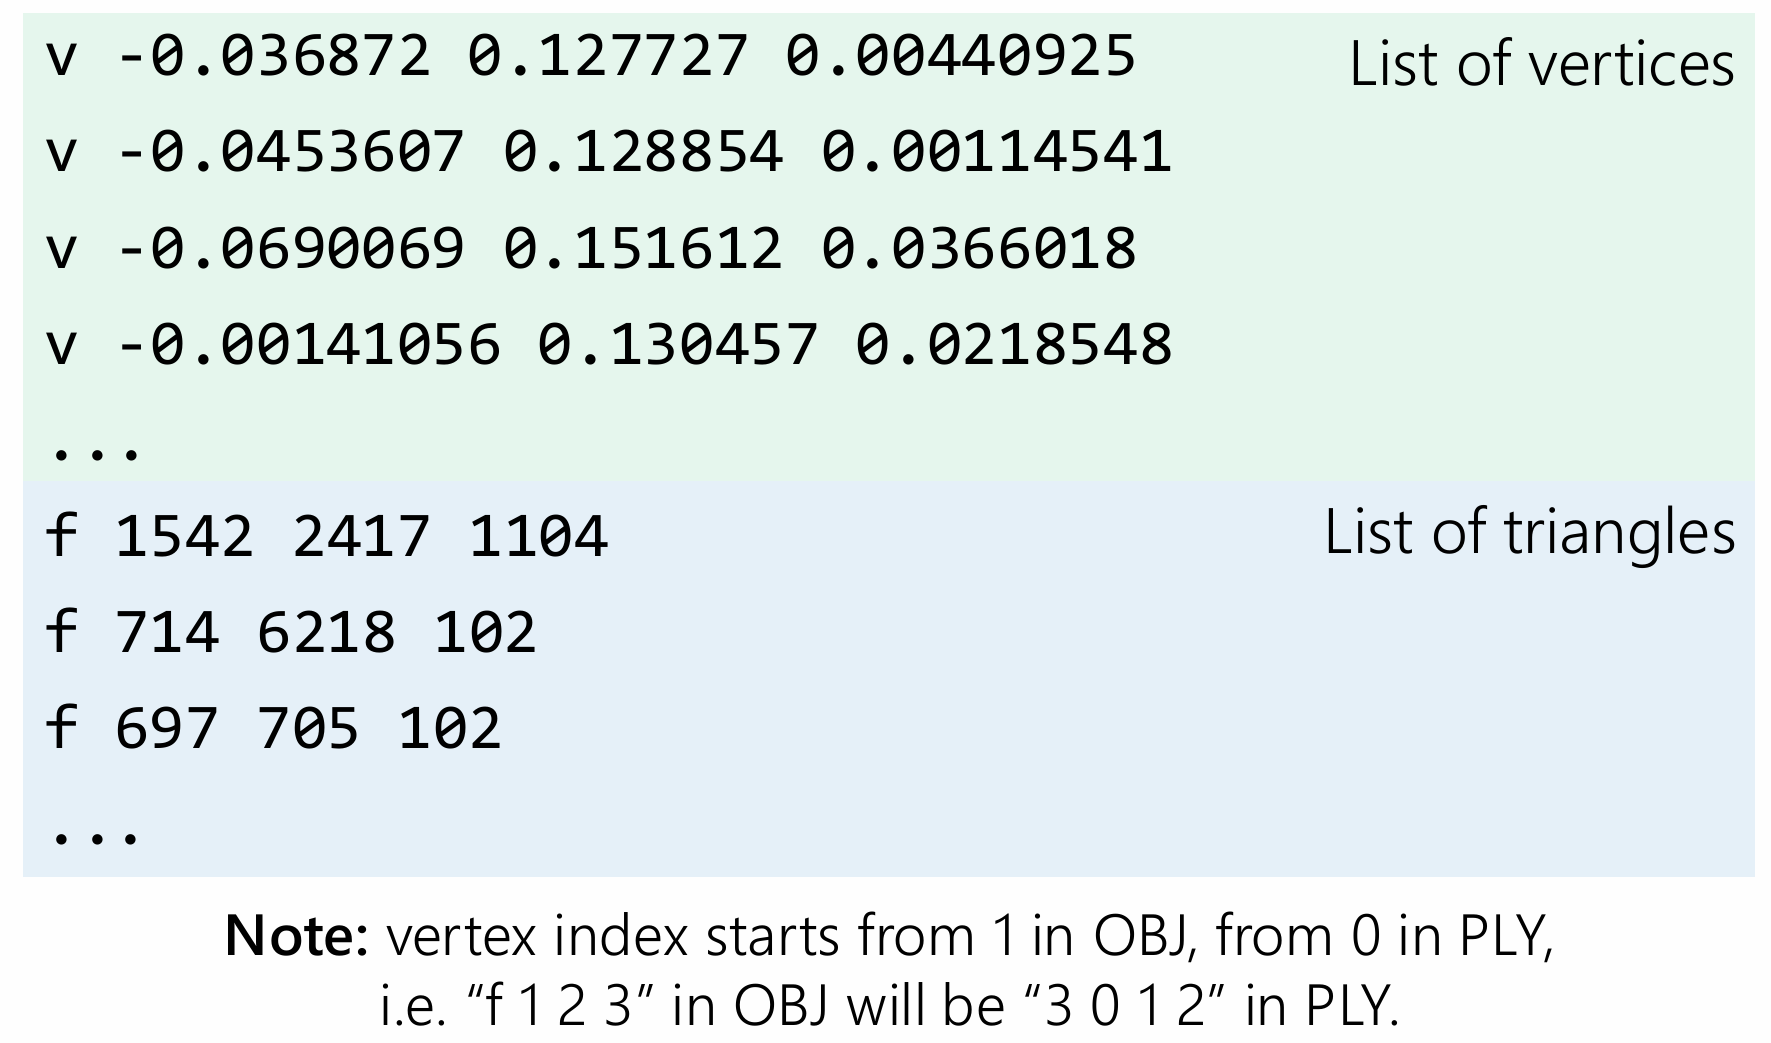 v -0.036872 0.127727 0.00440925
List of vertices
v -0.0453607 0.128854 0.00114541
v -0.0690069 0.151612 0.0366018
v -0.00141056 0.130457 0.0218548
...
f 1542 2417 1104
List of triangles
f 714 6218 102
f 697 705 102
...
Note: vertex index starts from 1 in OBJ, from 0 in PLY,
i.e. “f 1 2 3” in OBJ will be “3 0 1 2” in PLY.